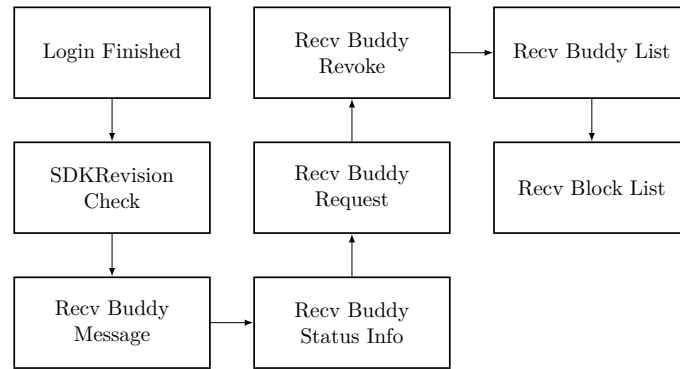 Login Finished
SDKRevision
Check
Recv Buddy
Message
Recv Buddy
Status Info
Recv Buddy
Request
Recv Buddy
Revoke
Recv Buddy List
Recv Block List